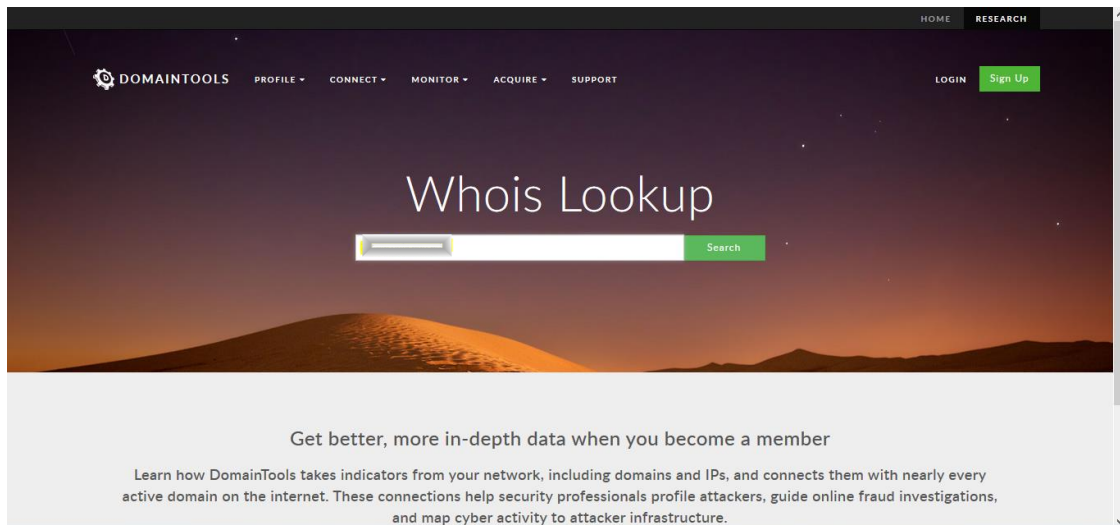 HOME RESEARCH
DOMAINTOOLS PROFILE CONNECT MONITOR ACQUIRE SUPPORT LOGIN Sign Up
Whois Lookup
Search
Get better, more in-depth data when you become a member
Learn how DomainTools takes indicators from your network, including domains and IPs, and connects them with nearly every
active domain on the internet. These connections help security professionals profile attackers, guide online fraud investigations,
and map cyber activity to attacker infrastructure.